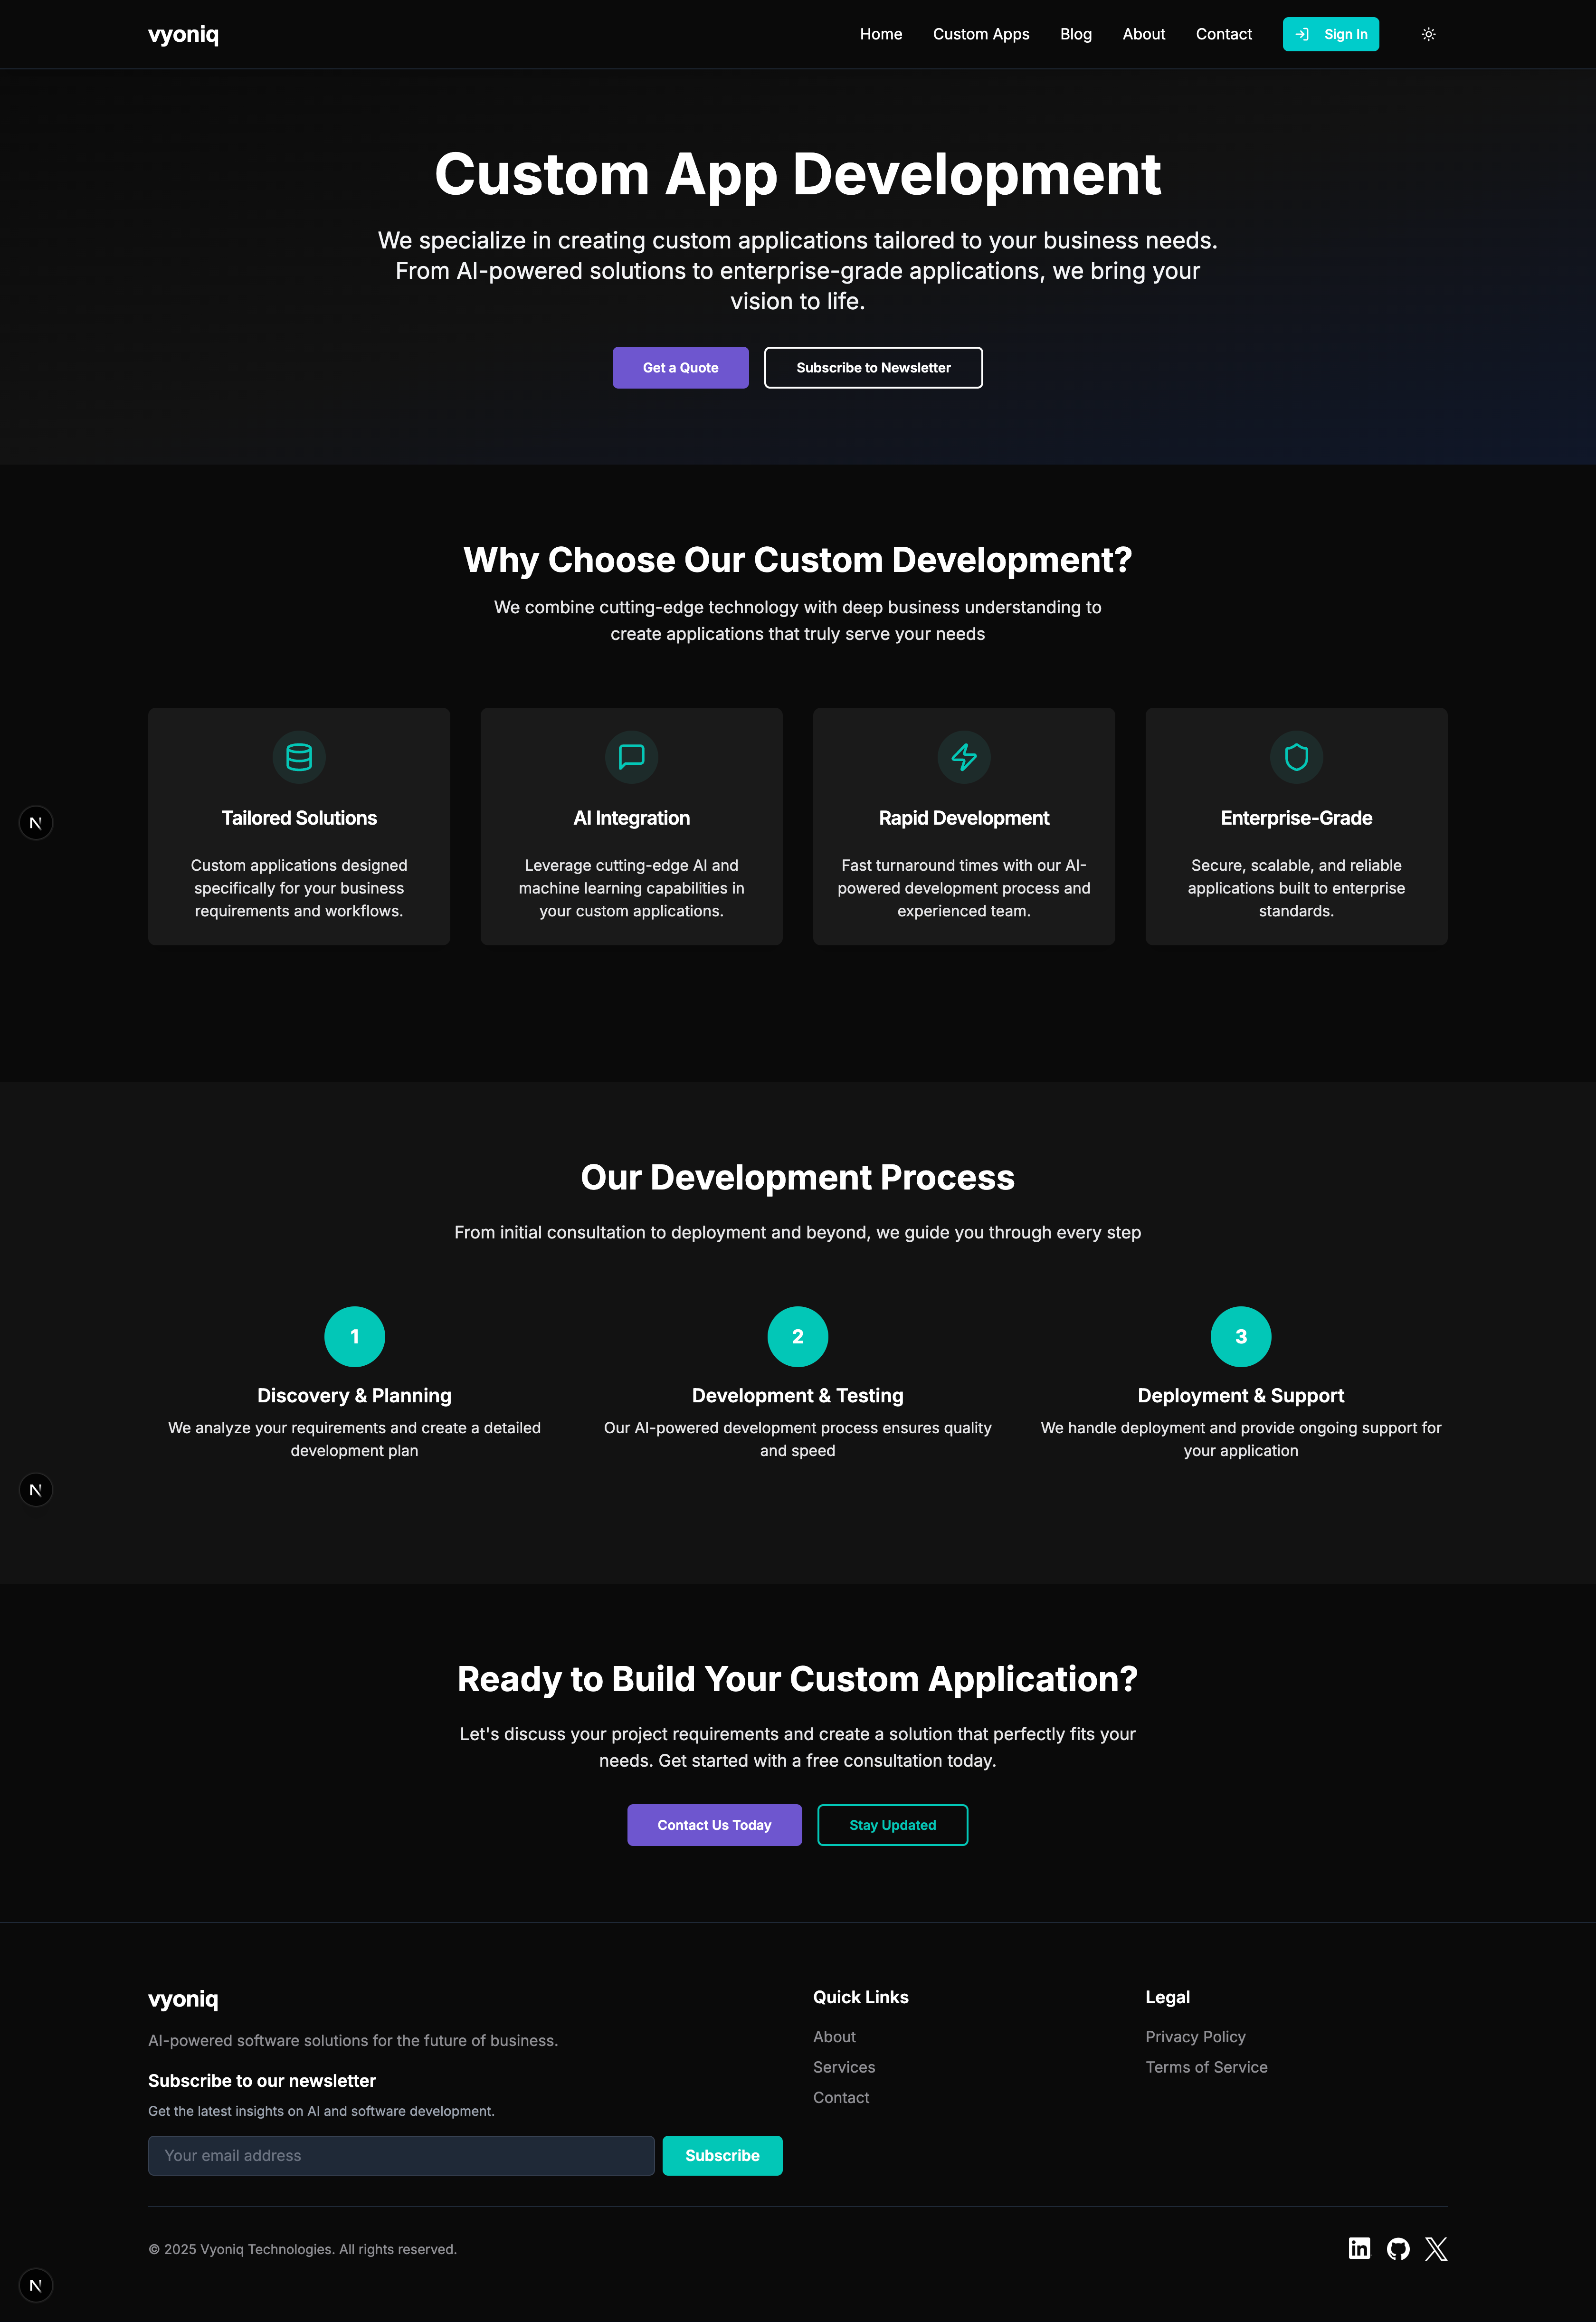 vyoniq
Home
Custom Apps
Blog
About
Contact
Sign In
Custom App Development
We specialize in creating custom applications tailored to your business needs.
From AI-powered solutions to enterprise-grade applications, we bring your
vision to life.
Get a Quote
Subscribe to Newsletter
Why Choose Our Custom Development?
We combine cutting-edge technology with deep business understanding to
create applications that truly serve your needs
Tailored Solutions
Custom applications designed
specifically for your business
requirements and workflows.
AI Integration
Leverage cutting-edge AI and
machine learning capabilities in
your custom applications.
Rapid Development
Fast turnaround times with our AI-
powered development process and
experienced team.
Enterprise-Grade
Secure, scalable, and reliable
applications built to enterprise
standards.
N
Our Development Process
From initial consultation to deployment and beyond, we guide you through every step
1
Discovery & Planning
We analyze your requirements and create a detailed
development plan
2
Development & Testing
Our AI-powered development process ensures quality
and speed
3
Deployment & Support
We handle deployment and provide ongoing support for
your application
N
Ready to Build Your Custom Application?
Let's discuss your project requirements and create a solution that perfectly fits your
needs. Get started with a free consultation today.
Contact Us Today
Stay Updated
vyoniq
AI-powered software solutions for the future of business.
Subscribe to our newsletter
Get the latest insights on AI and software development.
Your email address
Subscribe
Quick Links
About
Services
Contact
Legal
Privacy Policy
Terms of Service
© 2025 Vyoniq Technologies. All rights reserved.
in
X
N